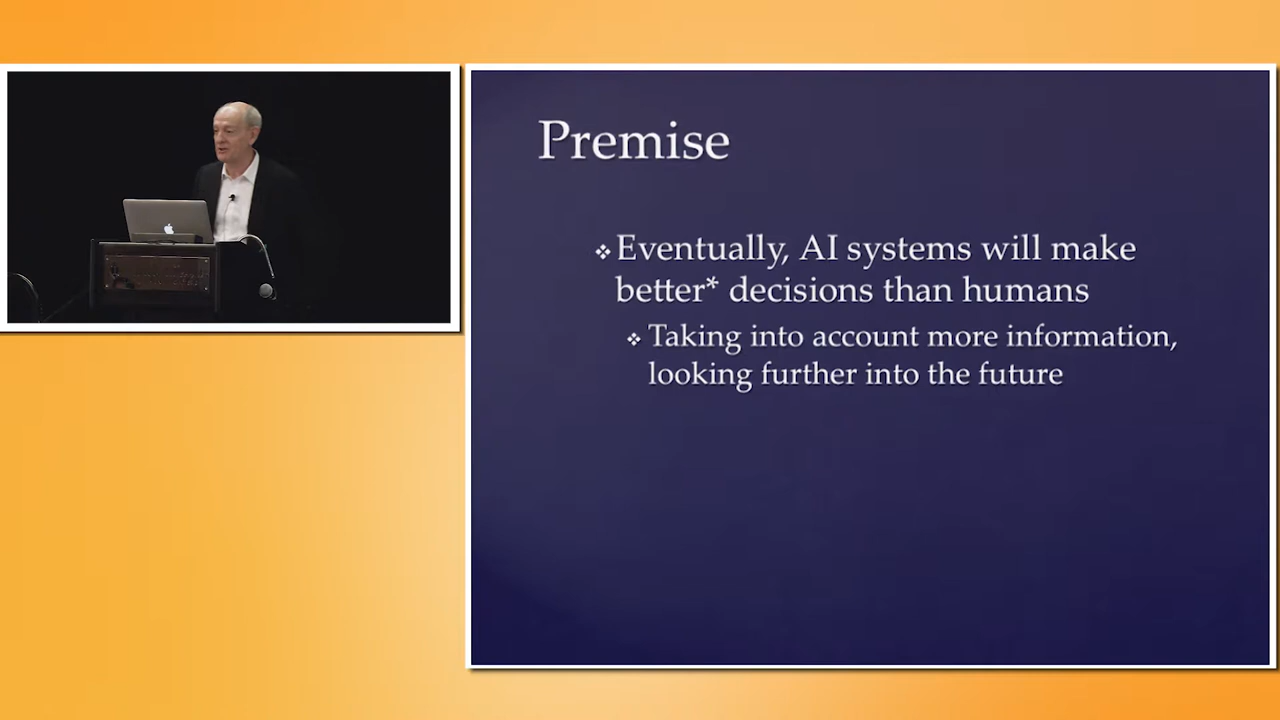 Premise
❖Eventually, AI systems will make
better* decisions than humans
❖Taking into account more information,
looking further into the future